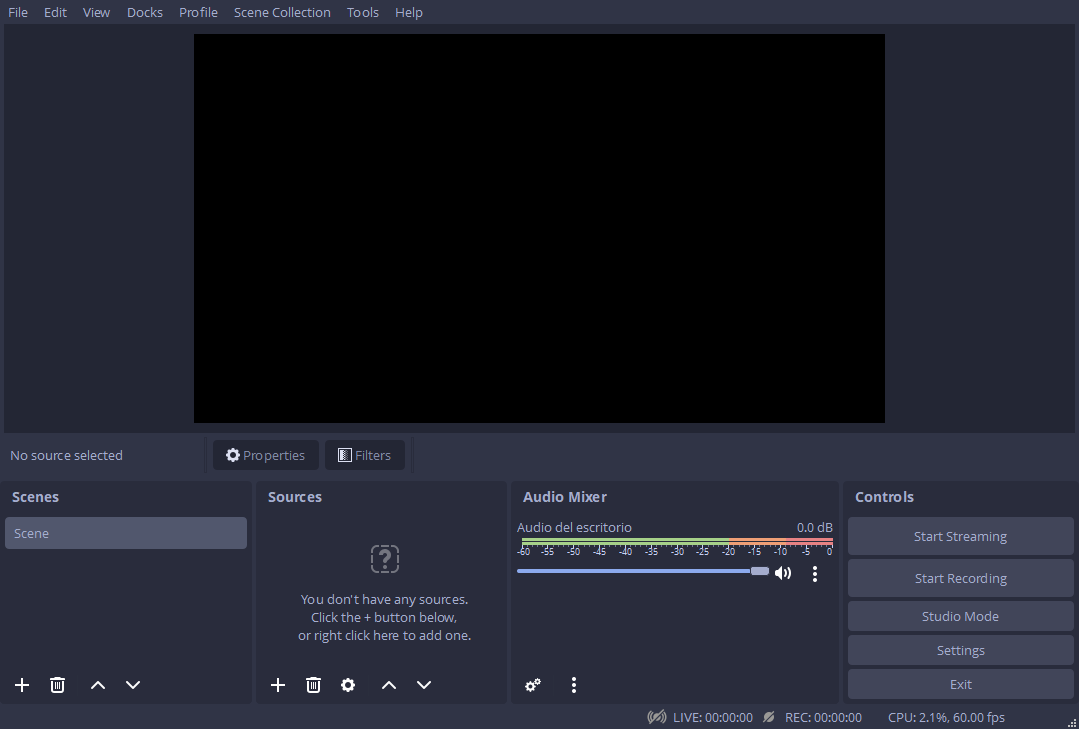 File Edit View Docks Profile Scene Collection Tools Help
No source selected
Properties
Filters
Scenes
Scene
Sources
You don't have any sources.
Click the + button below,
or right click here to add one.
Audio Mixer
Audio del escritorio 0.0 dB
-60 -55 -50 -45 -40 -35 -30 -25 -20 -15 -10 -5 0
Controls
Start Streaming
Start Recording
Studio Mode
Settings
Exit
LIVE: 00:00:00 REC: 00:00:00 CPU: 2.1%, 60.00 fps